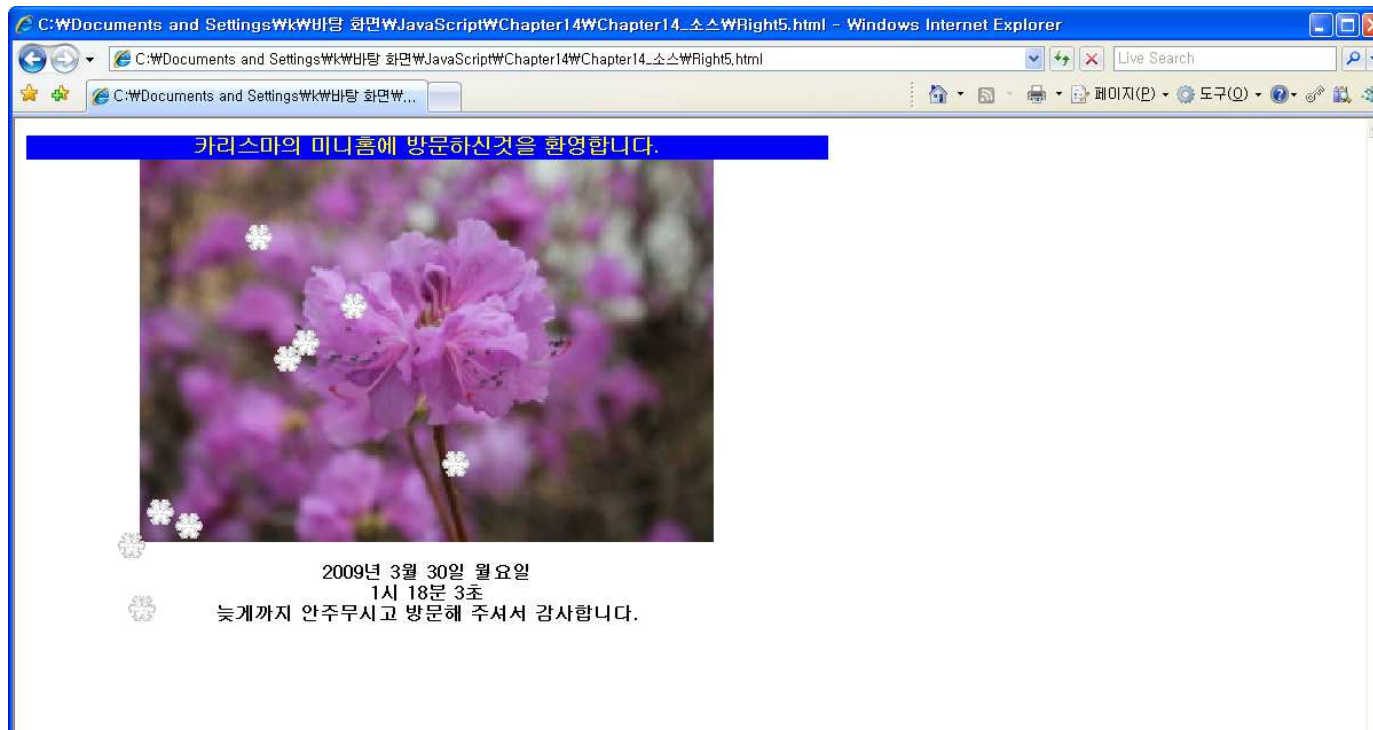 C:₩Documents and Settings₩k₩바탕 화면₩JavaScript₩Chapter14₩Chapter14_소스₩Right5.html - Windows Internet Explorer
C:₩Documents and Settings₩k₩바탕 화면₩JavaScript₩Chapter14₩Chapter14_소스₩Right5.html
Live Search
C:₩Documents and Settings₩k₩바탕 화면₩...
페이지(P)
도구(O)
카리스마의 미니홈에 방문하신것을 환영합니다.
2009년 3월 30일 월요일
1시 18분 3초
늦게까지 안주무시고 방문해 주셔서 감사합니다.